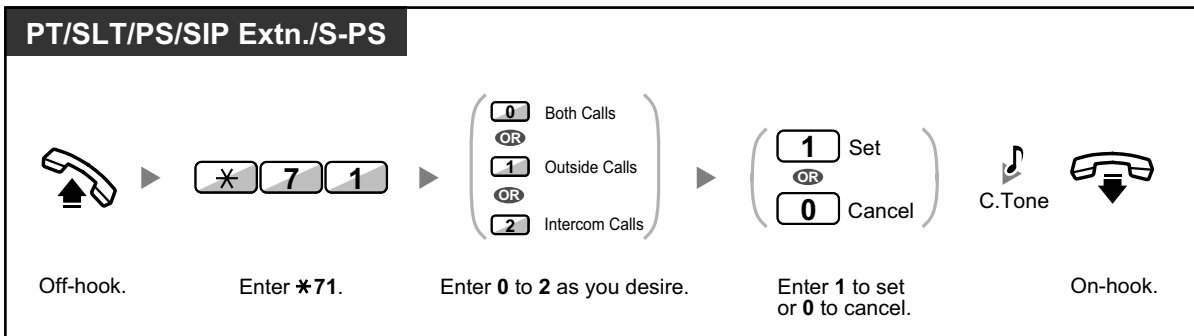 PT/SLT/PS/SIP Extn./S-PS
0 Both Calls
OR
1 Outside Calls
OR
2 Intercom Calls
* 7 1
1 Set
OR
0 Cancel
C.Tone
Off-hook.
Enter *71.
Enter 0 to 2 as you desire.
Enter 1 to set
or 0 to cancel.
On-hook.